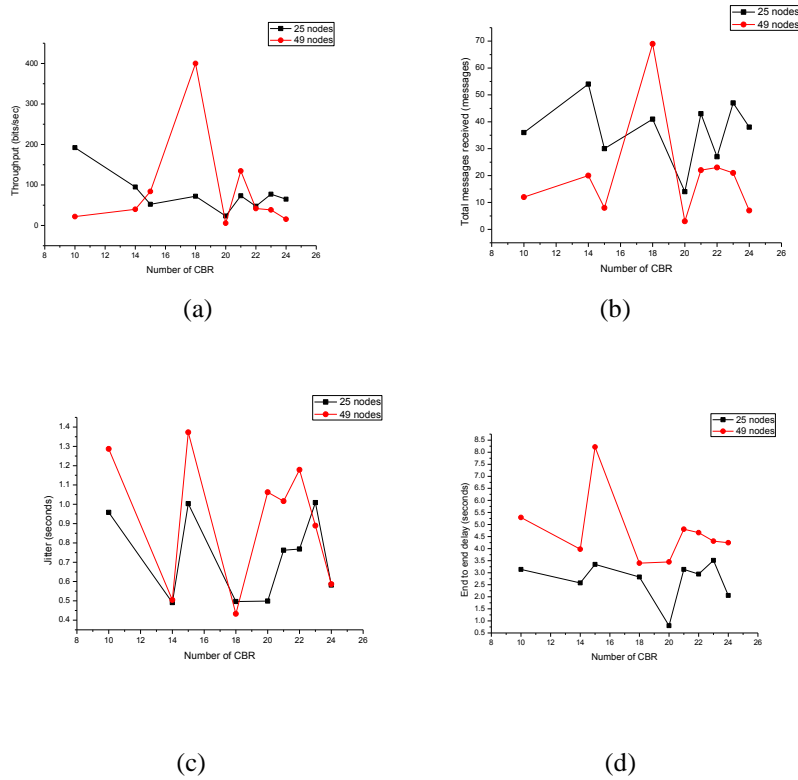 25 nodes
49 nodes
400
300
200
100
0
Throughput (bits/sec)
8 10 12 14 16 18 20 22 24 26
Number of CBR
(a)
25 nodes
49 nodes
70
60
50
40
30
20
10
0
Total messages received (messages)
8 10 12 14 16 18 20 22 24 26
Number of CBR
(b)
25 nodes
49 nodes
1.4
1.3
1.2
1.1
1.0
0.9
0.8
0.7
0.6
0.5
0.4
Jitter (seconds)
8 10 12 14 16 18 20 22 24 26
Number of CBR
(c)
25 nodes
49 nodes
8.5
8.0
7.5
7.0
6.5
6.0
5.5
5.0
4.5
4.0
3.5
3.0
2.5
2.0
1.5
1.0
0.5
End to end delay (seconds)
8 10 12 14 16 18 20 22 24 26
Number of CBR
(d)